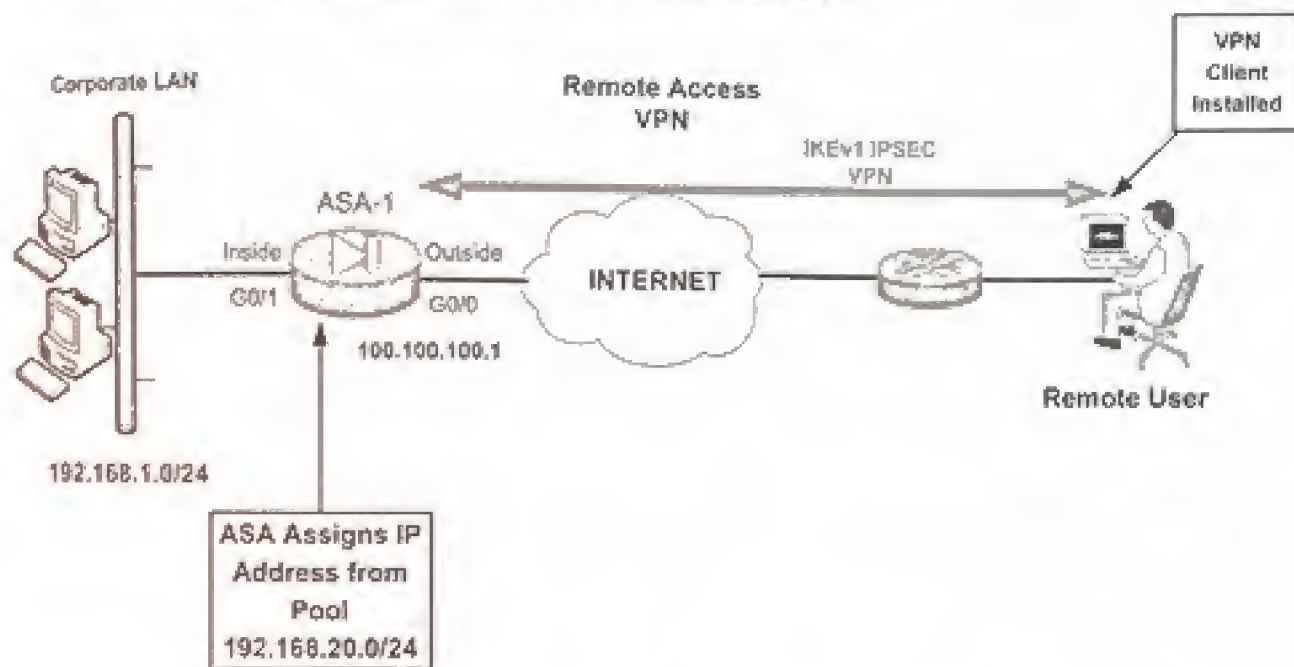 VPN
Client
Installed
Corporate LAN
Remote Access
VPN
IKEv1 IPSEC
VPN
ASA-1
Inside
Outside
G0/1
G0/0
INTERNET
100.100.100.1
Remote User
192.168.1.0/24
ASA Assigns IP
Address from
Pool
192.168.20.0/24